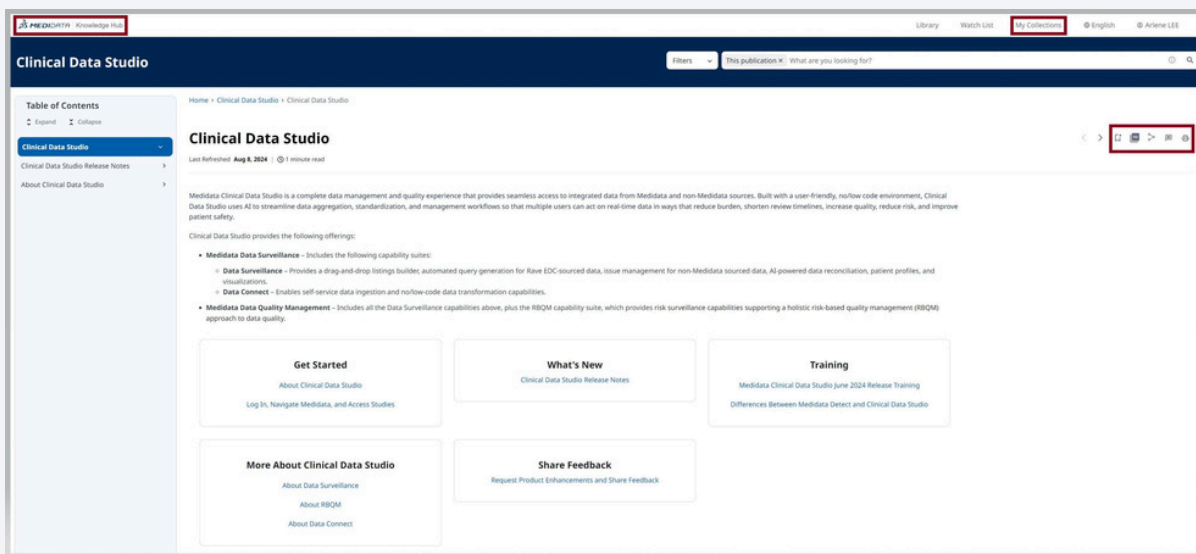 MEDIDATA Knowledge Hub
Library Watch List My Collections English Arlene LEE
Clinical Data Studio
Filters This publication × What are you looking for?
Table of Contents
Expand Collapse
Clinical Data Studio
Clinical Data Studio Release Notes
About Clinical Data Studio
Home › Clinical Data Studio › Clinical Data Studio
Clinical Data Studio
Last Refreshed Aug 8, 2024 | 1 minute read
Medidata Clinical Data Studio is a complete data management and quality experience that provides seamless access to integrated data from Medidata and non-Medidata sources. Built with a user-friendly, no/low code environment, Clinical
Data Studio uses AI to streamline data aggregation, standardization, and management workflows so that multiple users can act on real-time data in ways that reduce burden, shorten review timelines, increase quality, reduce risk, and improve
patient safety.
Clinical Data Studio provides the following offerings:
• Medidata Data Surveillance – Includes the following capability suites:
○ Data Surveillance – Provides a drag-and-drop listings builder, automated query generation for Rave EDC-sourced data, issue management for non-Medidata sourced data, AI-powered data reconciliation, patient profiles, and
visualizations.
○ Data Connect – Enables self-service data ingestion and no/low-code data transformation capabilities.
• Medidata Data Quality Management – Includes all the Data Surveillance capabilities above, plus the RBQM capability suite, which provides risk surveillance capabilities supporting a holistic risk-based quality management (RBQM)
approach to data quality.
Get Started
About Clinical Data Studio
Log In, Navigate Medidata, and Access Studies
What's New
Clinical Data Studio Release Notes
Training
Medidata Clinical Data Studio June 2024 Release Training
Differences Between Medidata Detect and Clinical Data Studio
More About Clinical Data Studio
About Data Surveillance
About RBQM
About Data Connect
Share Feedback
Request Product Enhancements and Share Feedback